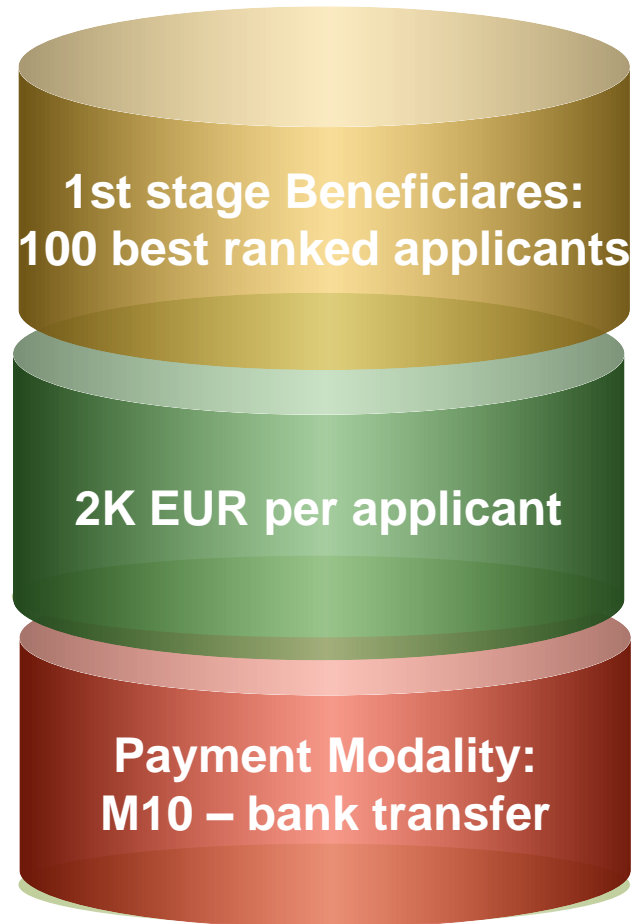 1st stage Beneficiares:
100 best ranked applicants
2K EUR per applicant
Payment Modality:
M10 – bank transfer